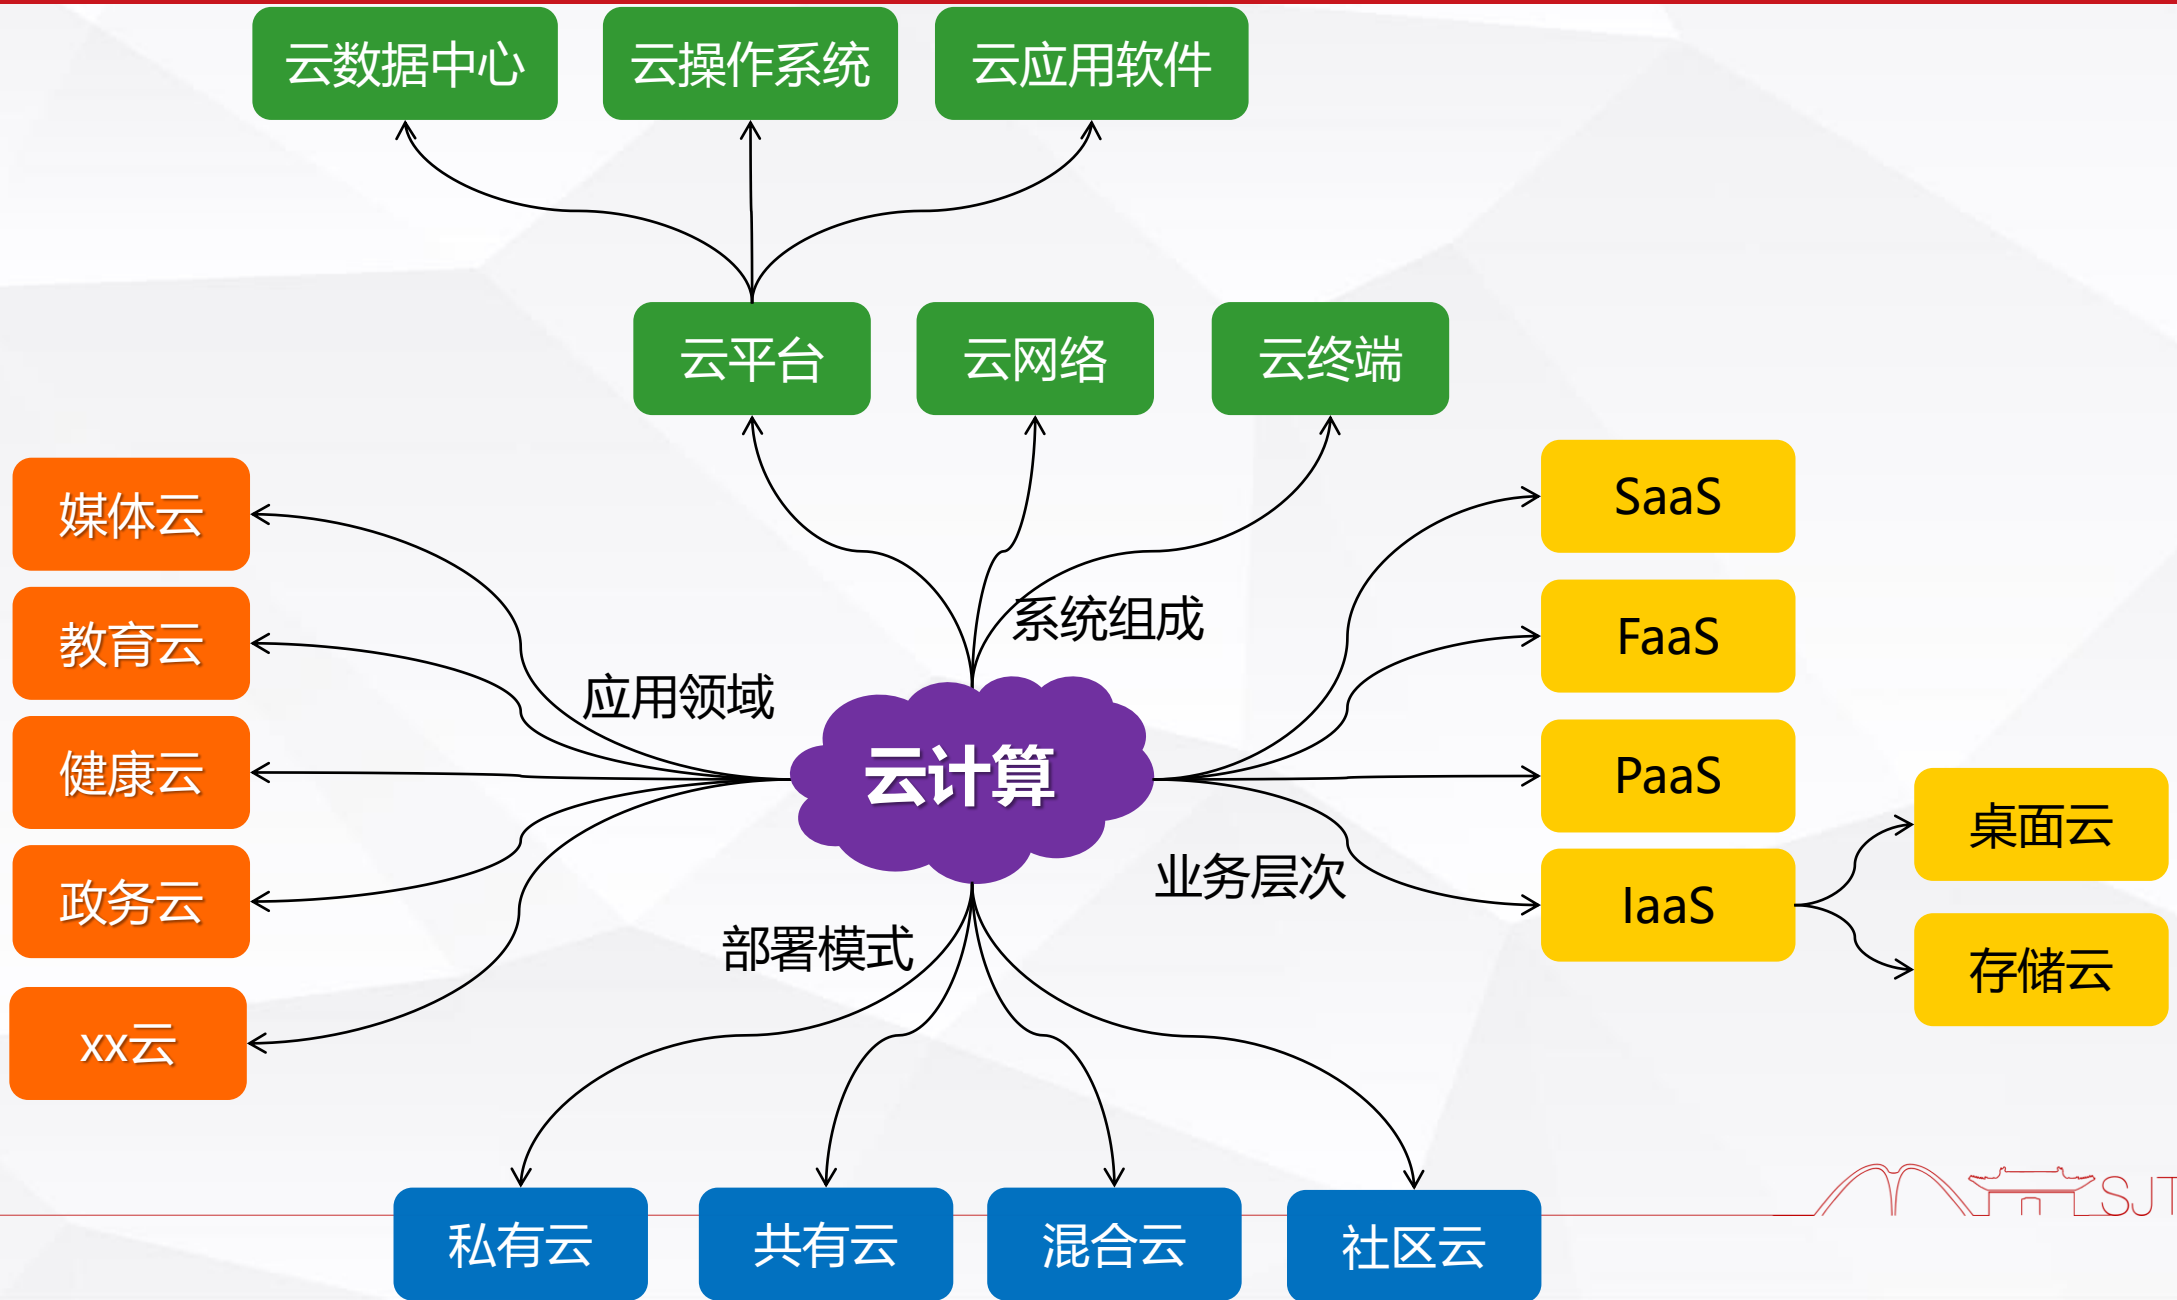 云数据中心
云操作系统
云应用软件
云平台
云网络
云终端
媒体云
教育云
健康云
政务云
xx云
应用领域
系统组成
云计算
部署模式
业务层次
SaaS
FaaS
PaaS
IaaS
桌面云
存储云
私有云
共有云
混合云
社区云
SJT